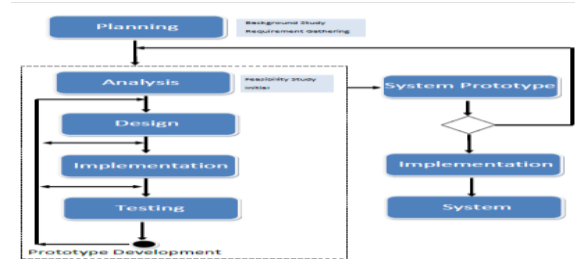 Planning
Background Study
Requirement Gathering
Analysis
Feasibility Study
Initial
Design
Implementation
Testing
Prototype Development
System Prototype
Implementation
System